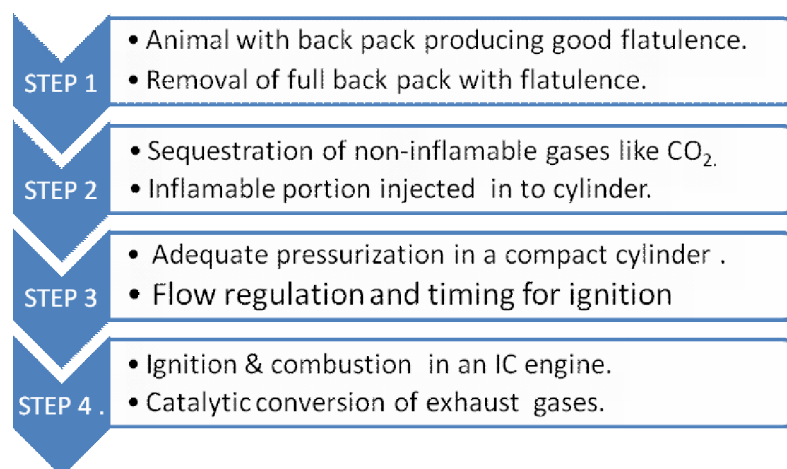 STEP 1
• Animal with back pack producing good flatulence.
• Removal of full back pack with flatulence.
STEP 2
• Sequestration of non-inflamable gases like CO₂.
• Inflamable portion injected in to cylinder.
STEP 3
• Adequate pressurization in a compact cylinder .
• Flow regulation and timing for ignition
STEP 4 .
• Ignition & combustion in an IC engine.
• Catalytic conversion of exhaust gases.